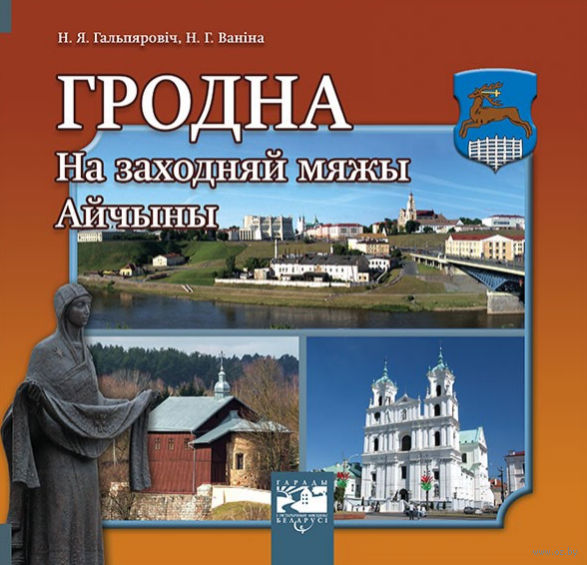 Н. Я. Гальпяровіч, Н. Г. Ваніна
ГРОДНА
На заходняй мяжы
Айчыны
ГАРАДЫ
БЕЛАРУСІ